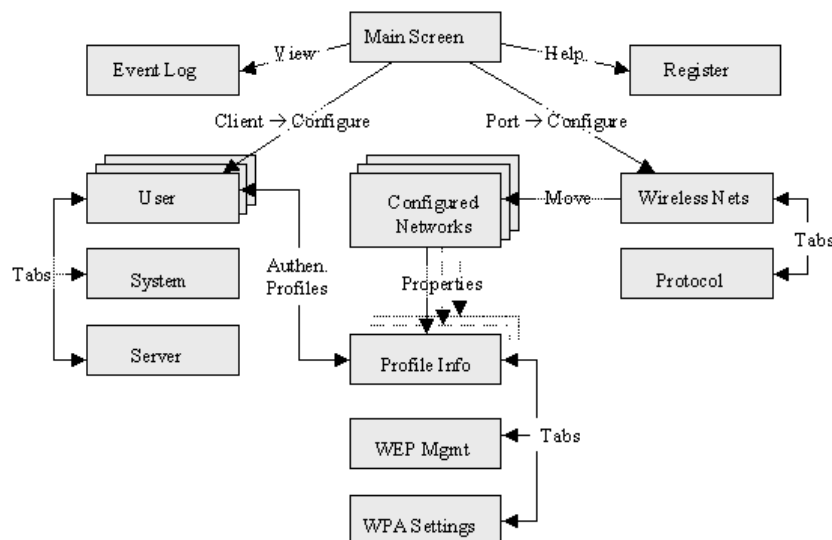 Main Screen
Event Log
View
Help
Register
Client → Configure
Port → Configure
User
Configured
Networks
Move
Wireless Nets
Tabs
System
Authen.
Profiles
Properties
Tabs
Protocol
Server
Profile Info
WEP Mgmt
Tabs
WPA Settings